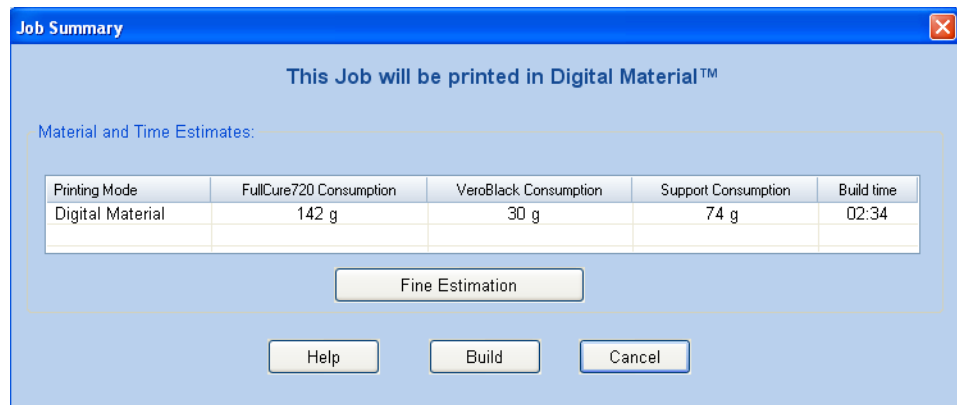 Job Summary
This Job will be printed in Digital Material™
Material and Time Estimates:
Printing Mode FullCure720 Consumption VeroBlack Consumption Support Consumption Build time
Digital Material 142 g 30 g 74 g 02:34
Fine Estimation
Help Build Cancel